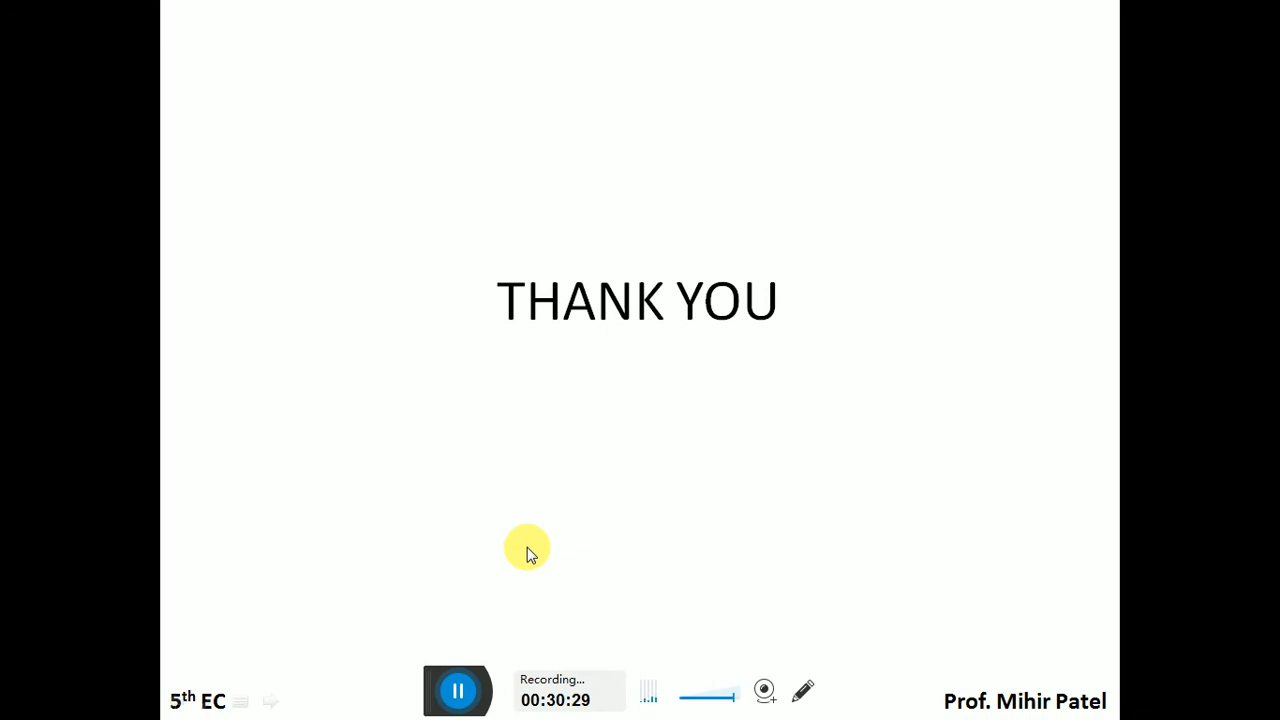 THANK YOU
Recording...
00:30:29
5th EC
Prof. Mihir Patel